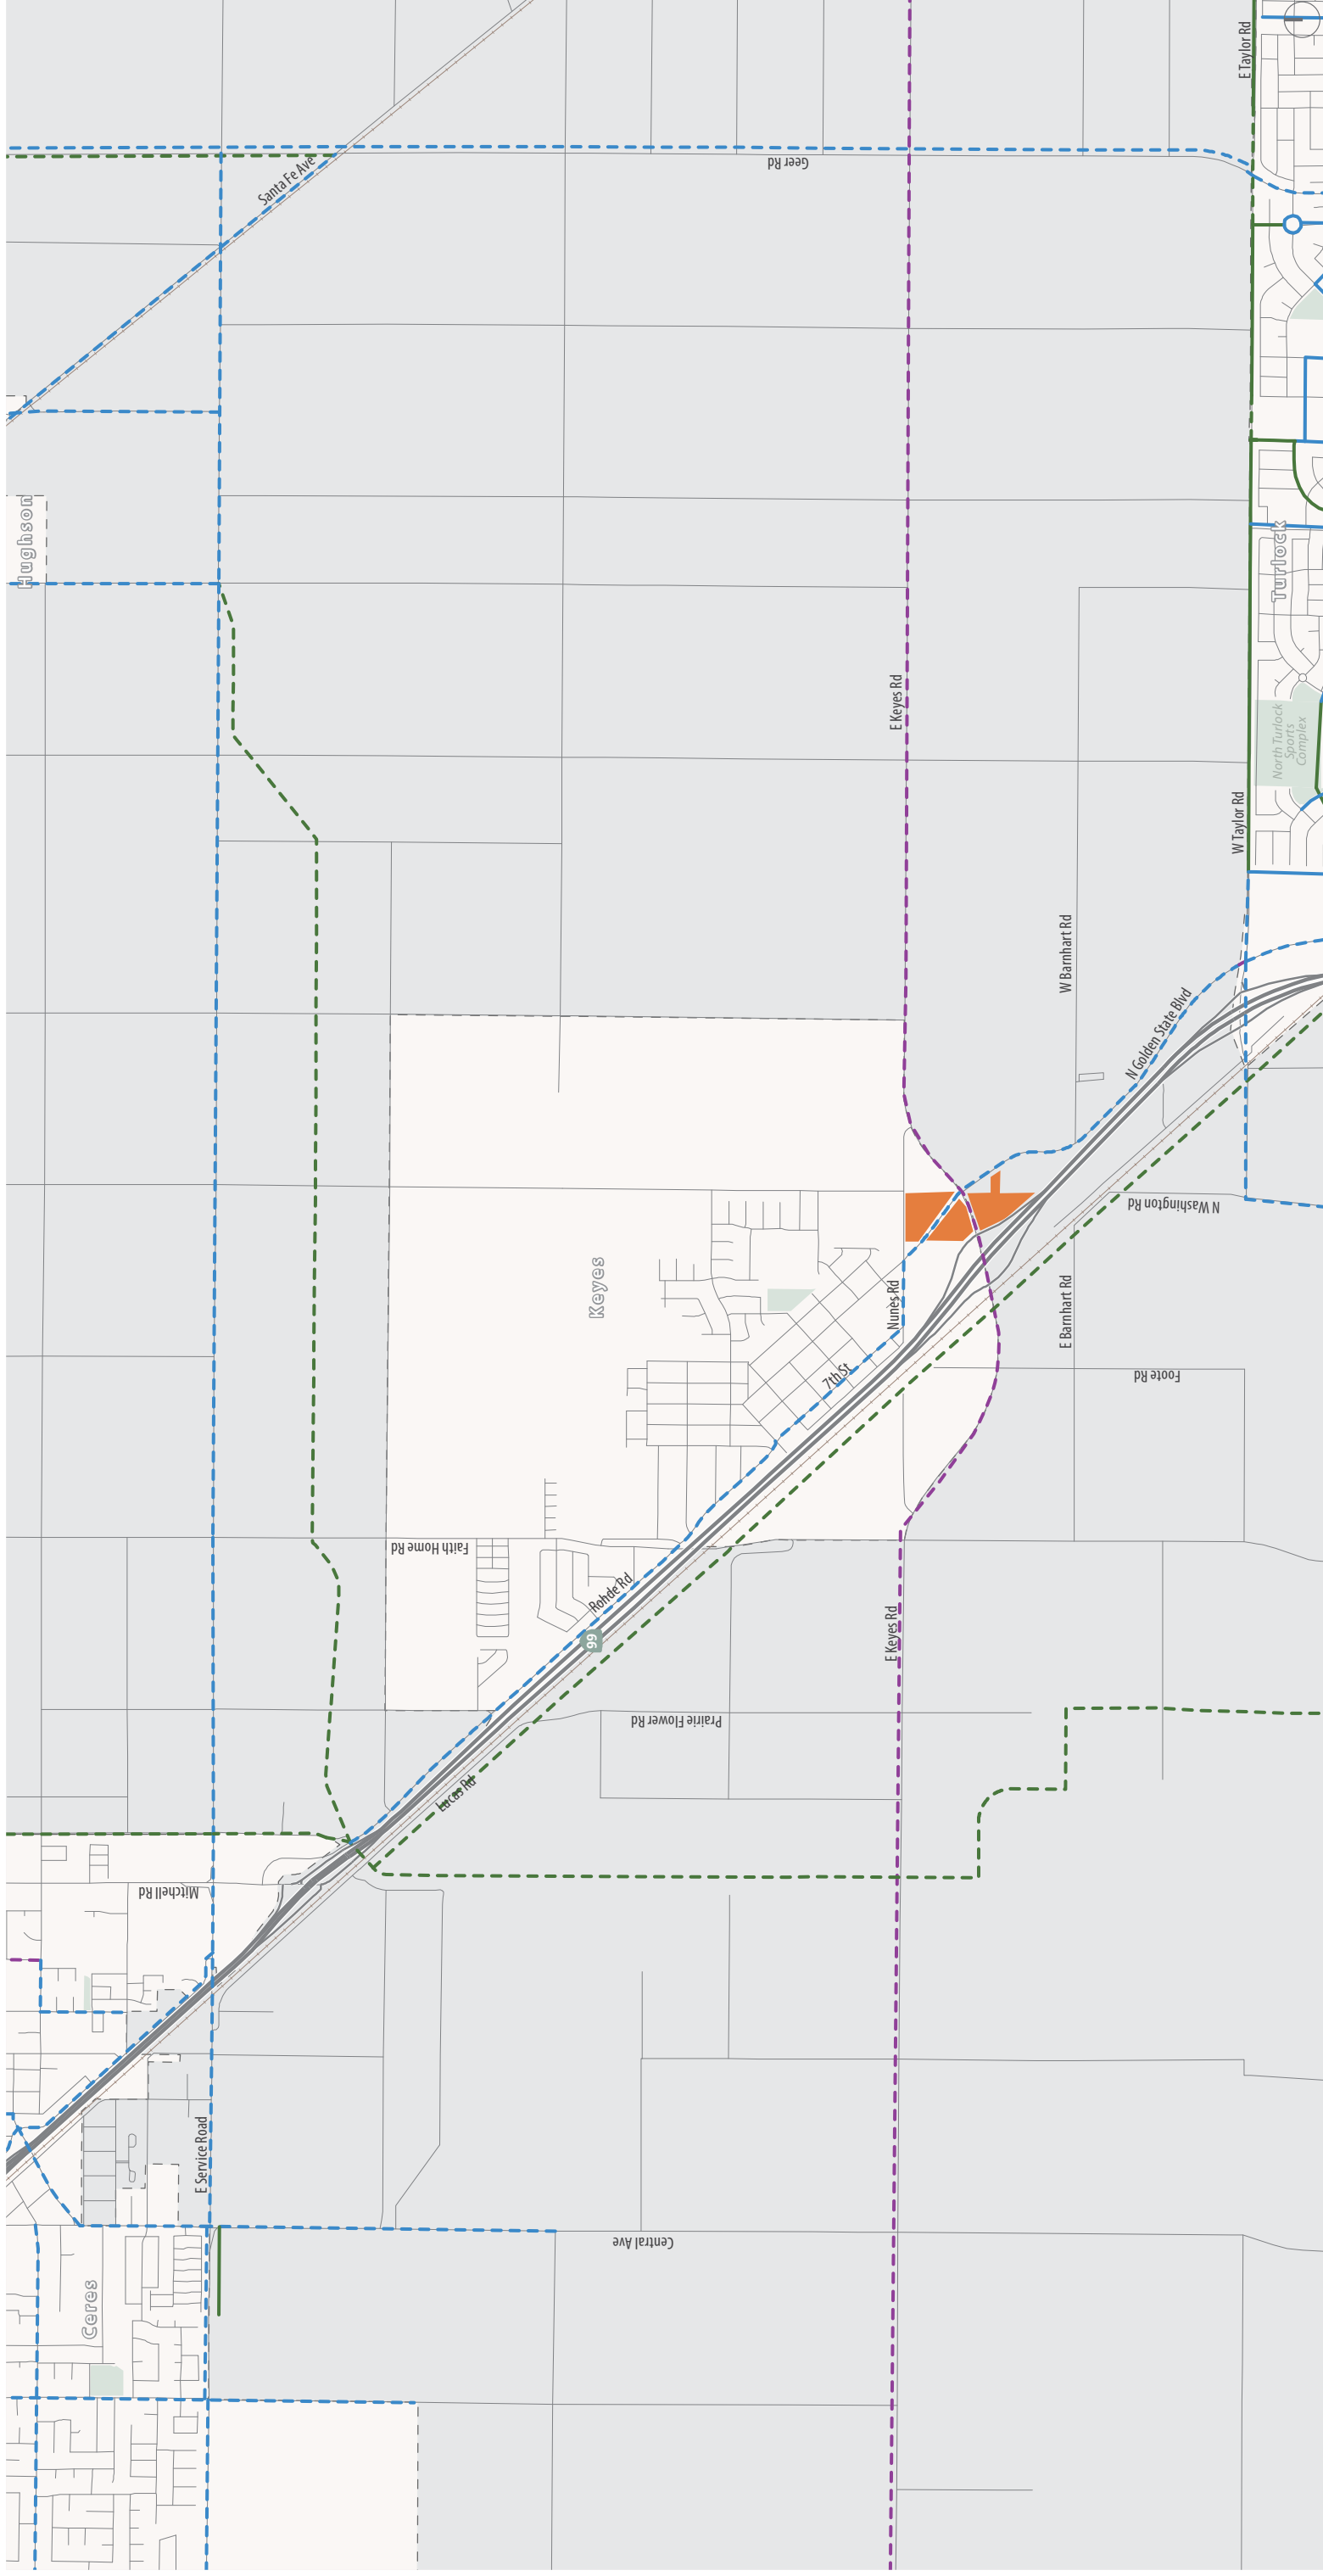 E Taylor Rd
Geer Rd
Santa Fe Ave
Hughson
Turlock
E Keyes Rd
North Turlock
Sports
Complex
W Taylor Rd
W Barnhart Rd
N Golden State Blvd
N Washington Rd
Keyes
Nunes Rd
E Barnhart Rd
7th St
Foote Rd
Faith Home Rd
Rohde Rd
99
E Keyes Rd
Prairie Flower Rd
Lucas Rd
Mitchell Rd
E Service Road
Central Ave
Ceres